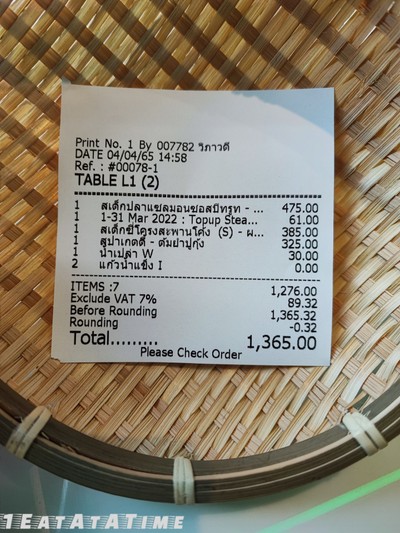 Print No. 1 By 007782 วิภาวดี
DATE 04/04/65 14:58
Ref. : #00078-1
TABLE L1 (2)
1 สเต็กปลาแซลมอนซอสบีทรูท - ... 475.00
1 1-31 Mar 2022 : Topup Stea... 61.00
1 สเต็กซี่โครงสะพานโค้ง (S) - ผ... 385.00
1 สปาเกตตี้ - ต้มยำกุ้ง 325.00
1 น้ำเปล่า W 30.00
2 แก้วน้ำแข็ง I 0.00
ITEMS :7 1,276.00
Exclude VAT 7% 89.32
Before Rounding 1,365.32
Rounding -0.32
Total......... 1,365.00
Please Check Order
1EATATATIME